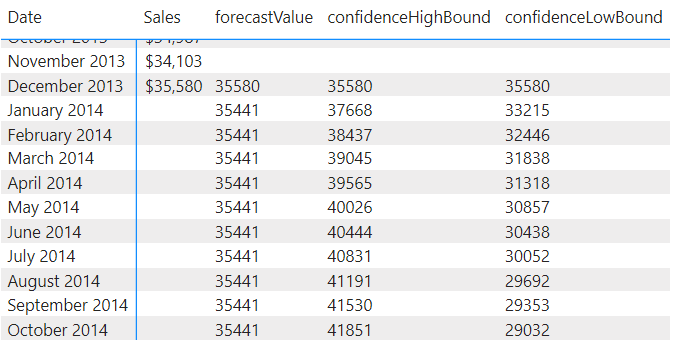 Date Sales forecastValue confidenceHighBound confidenceLowBound
November 2013 $34,103
December 2013 $35,580 35580 35580 35580
January 2014 35441 37668 33215
February 2014 35441 38437 32446
March 2014 35441 39045 31838
April 2014 35441 39565 31318
May 2014 35441 40026 30857
June 2014 35441 40444 30438
July 2014 35441 40831 30052
August 2014 35441 41191 29692
September 2014 35441 41530 29353
October 2014 35441 41851 29032